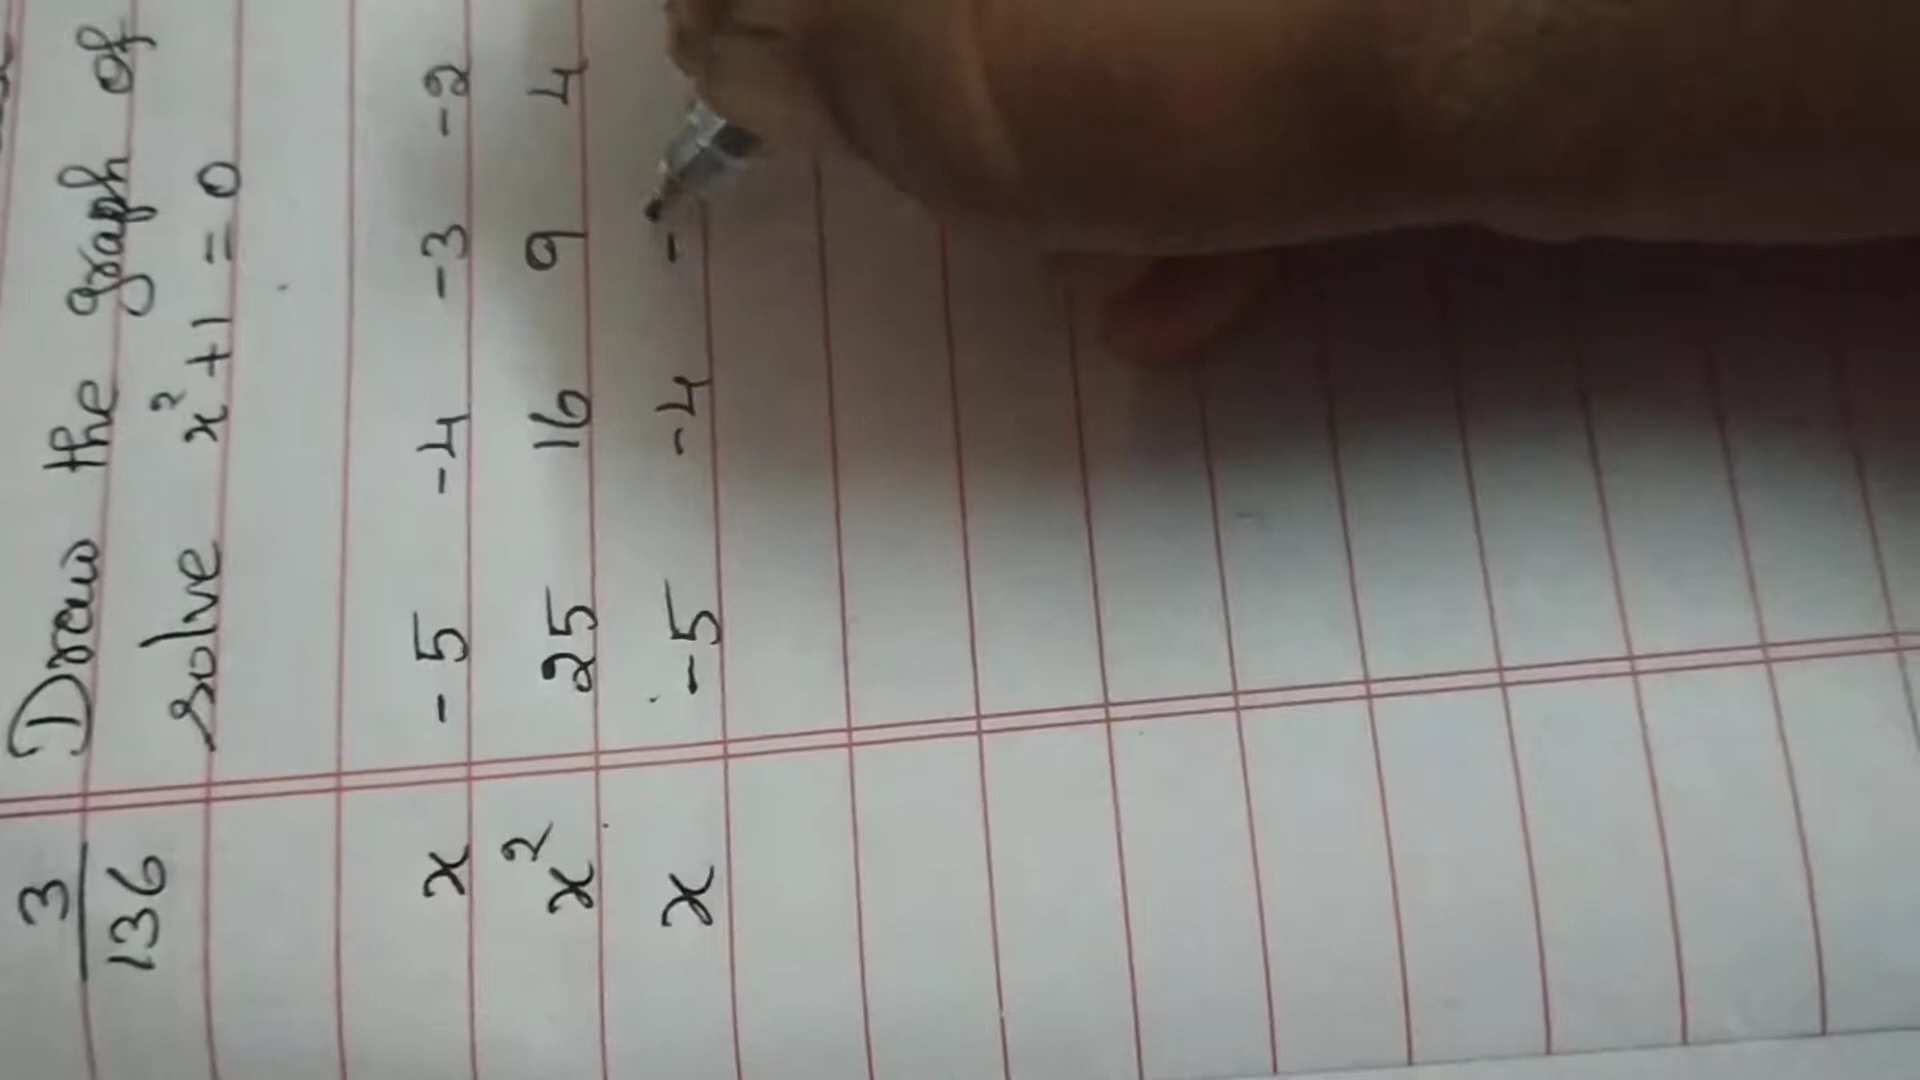 3/136 Draw the graph of
solve x²+1=0
x -5 -4 -3 -2
x² 25 16 9 4
x -5 -4 -